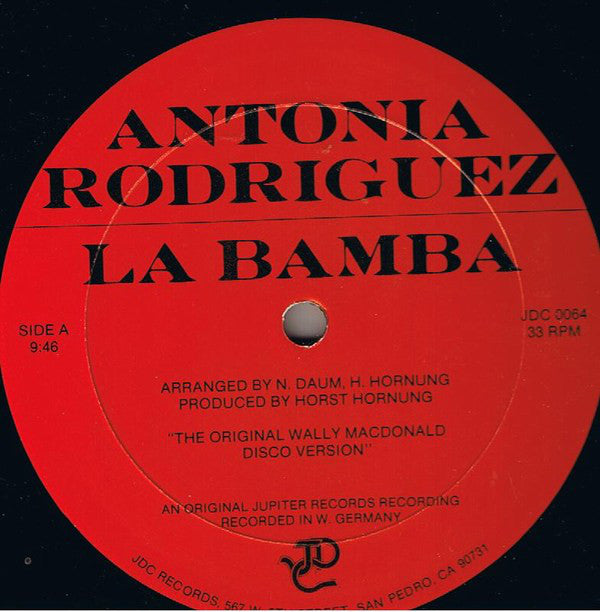 ANTONIA
RODRIGUEZ
LA BAMBA
SIDE A
9:46
JDC 0064
33 RPM
ARRANGED BY N. DAUM, H. HORNUNG
PRODUCED BY HORST HORNUNG
"THE ORIGINAL WALLY MACDONALD
DISCO VERSION"
AN ORIGINAL JUPITER RECORDS RECORDING
RECORDED IN W. GERMANY
JDC
JDC RECORDS, 567 W. STREET, SAN PEDRO, CA 90731